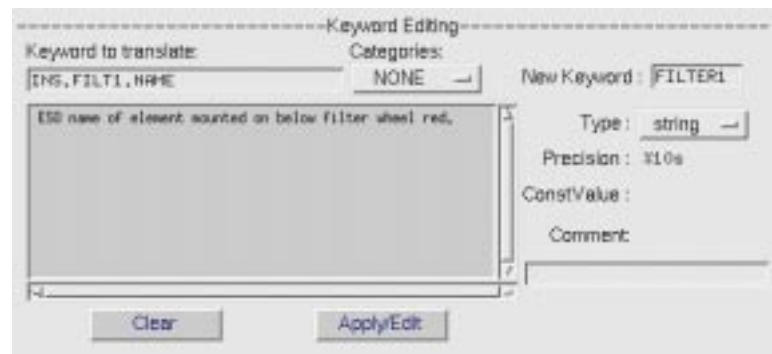 Keyword Editing
Keyword to translate:
Categories:
INS.FILT1.NAME
NONE
New Keyword : FILTER1
ESO name of element mounted on below filter wheel red.
Type : string
Precision : %10s
ConstValue :
Comment:
Clear
Apply/Edit